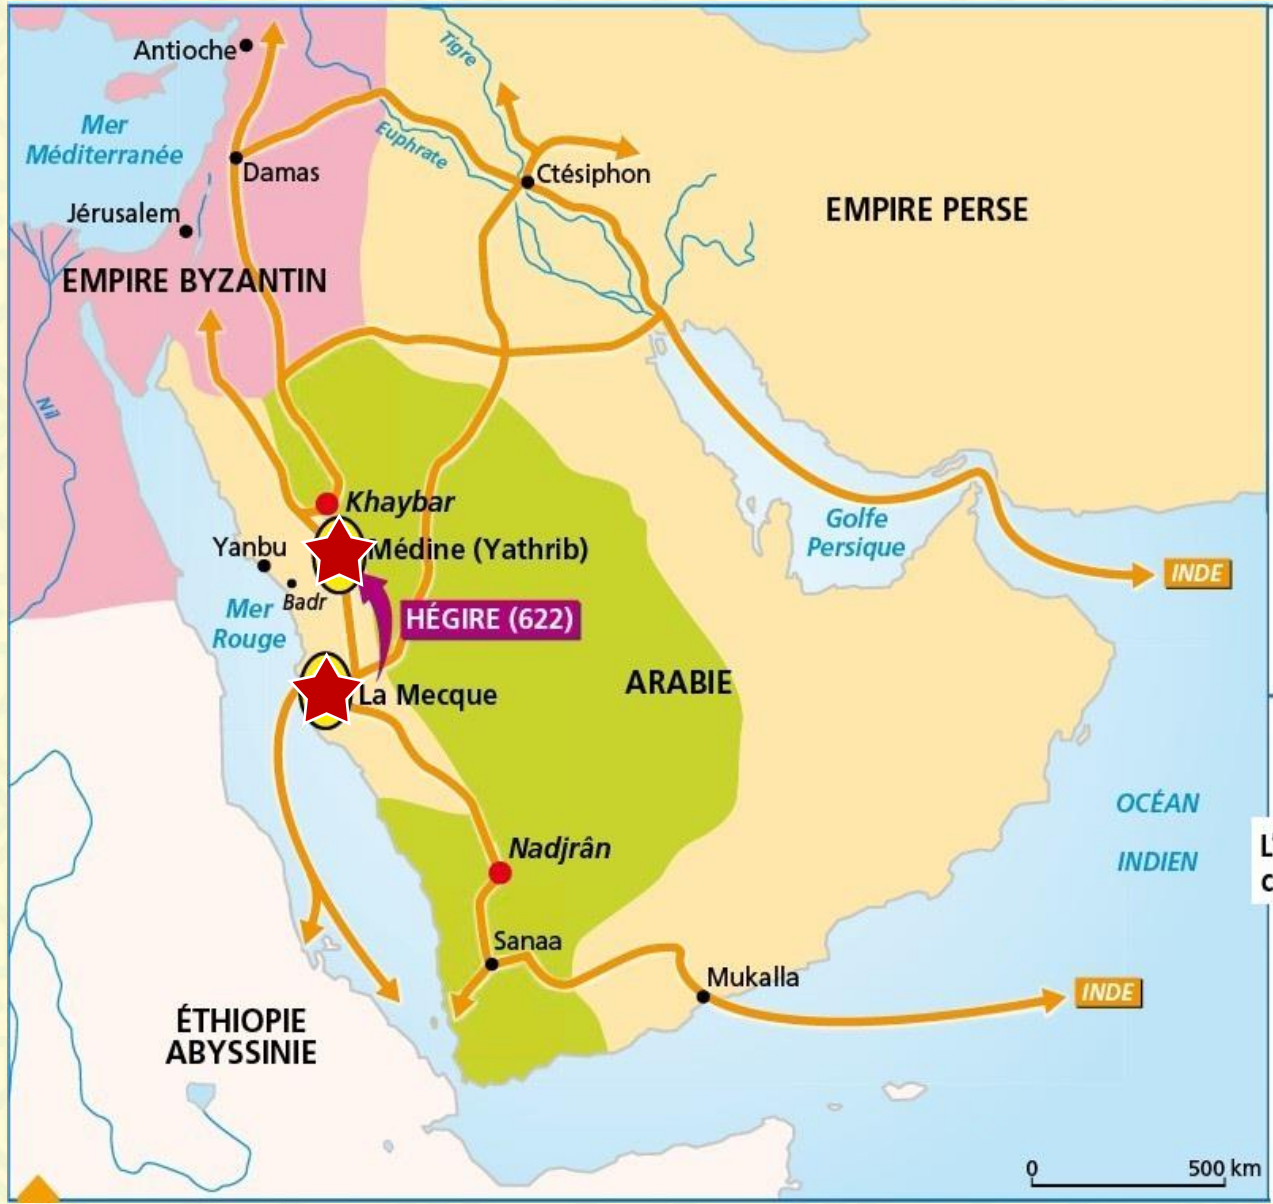 Antioche
Tigre
Mer
Méditerranée
Euphrate
Damas
Ctésiphon
Jérusalem
EMPIRE PERSE
EMPIRE BYZANTIN
Nil
Khaybar
Golfe
Persique
Yanbu
Médine (Yathrib)
INDE
Badr
Mer
Rouge
HÉGIRE (622)
La Mecque
ARABIE
OCÉAN
INDIEN
Nadjrân
Sanaa
Mukalla
INDE
ÉTHIOPIE
ABYSSINIE
0 500 km